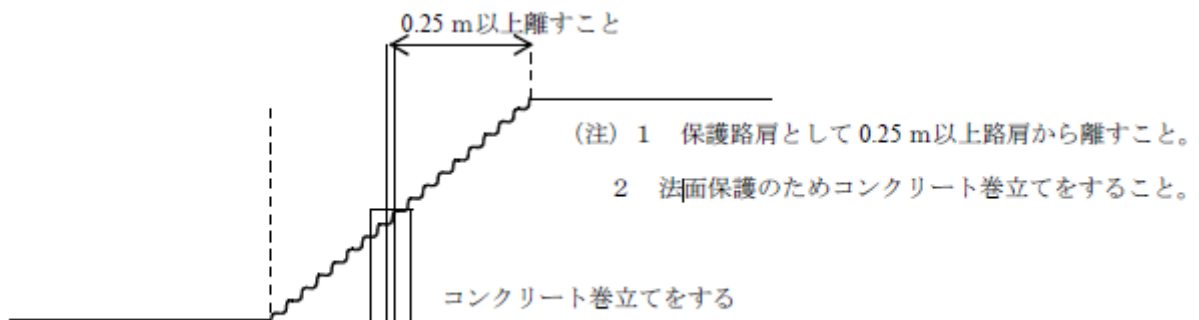 0.25 m以上離すこと
(注) 1 保護路肩として0.25 m以上路肩から離すこと。
2 法面保護のためコンクリート巻立てをすること。
コンクリート巻立てをする